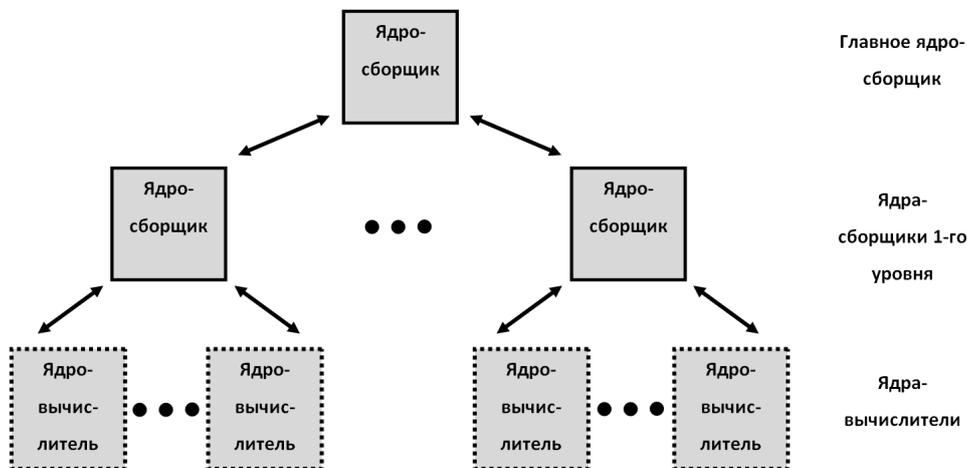 Ядро-
сборщик
Главное ядро-
сборщик
Ядро-
сборщик
Ядро-
сборщик
Ядра-
сборщики 1-го
уровня
Ядро-
вычис-
литель
Ядро-
вычис-
литель
Ядро-
вычис-
литель
Ядро-
вычис-
литель
Ядра-
вычислители